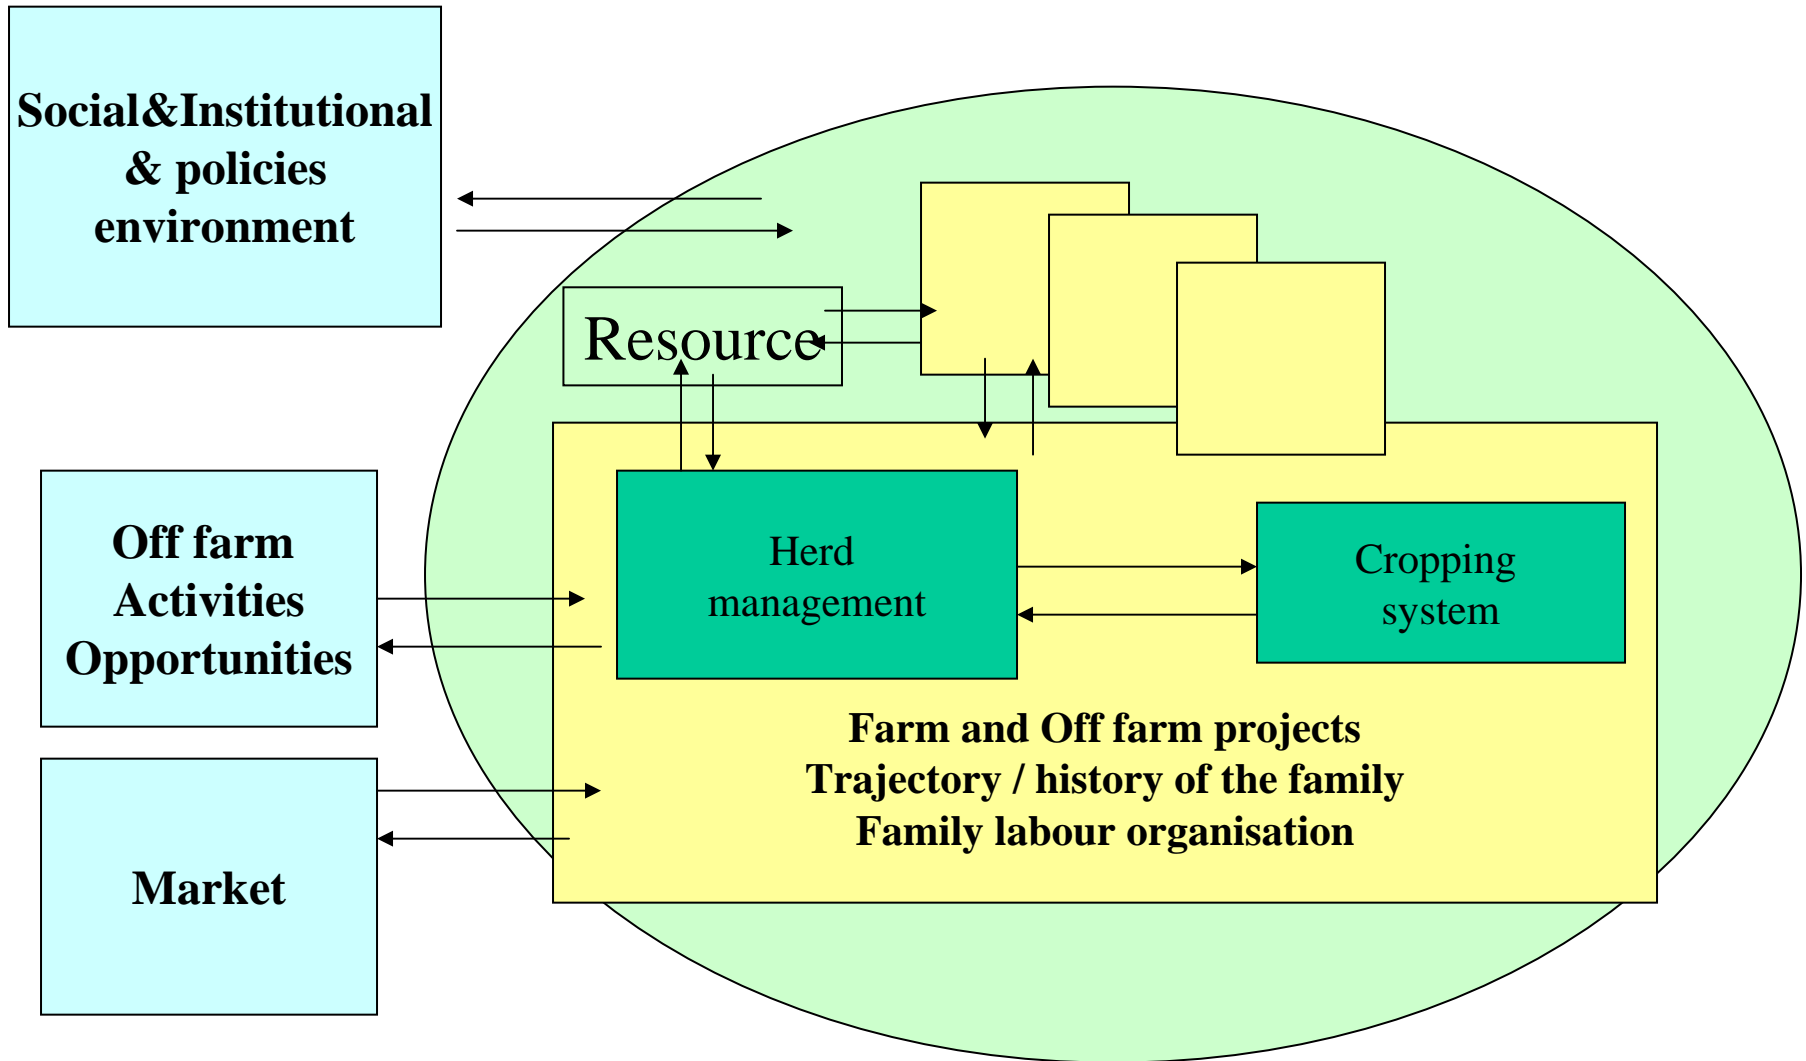 Social&Institutional
& policies
environment
Resource
Off farm
Activities
Opportunities
Herd
management
Cropping
system
Farm and Off farm projects
Trajectory / history of the family
Family labour organisation
Market